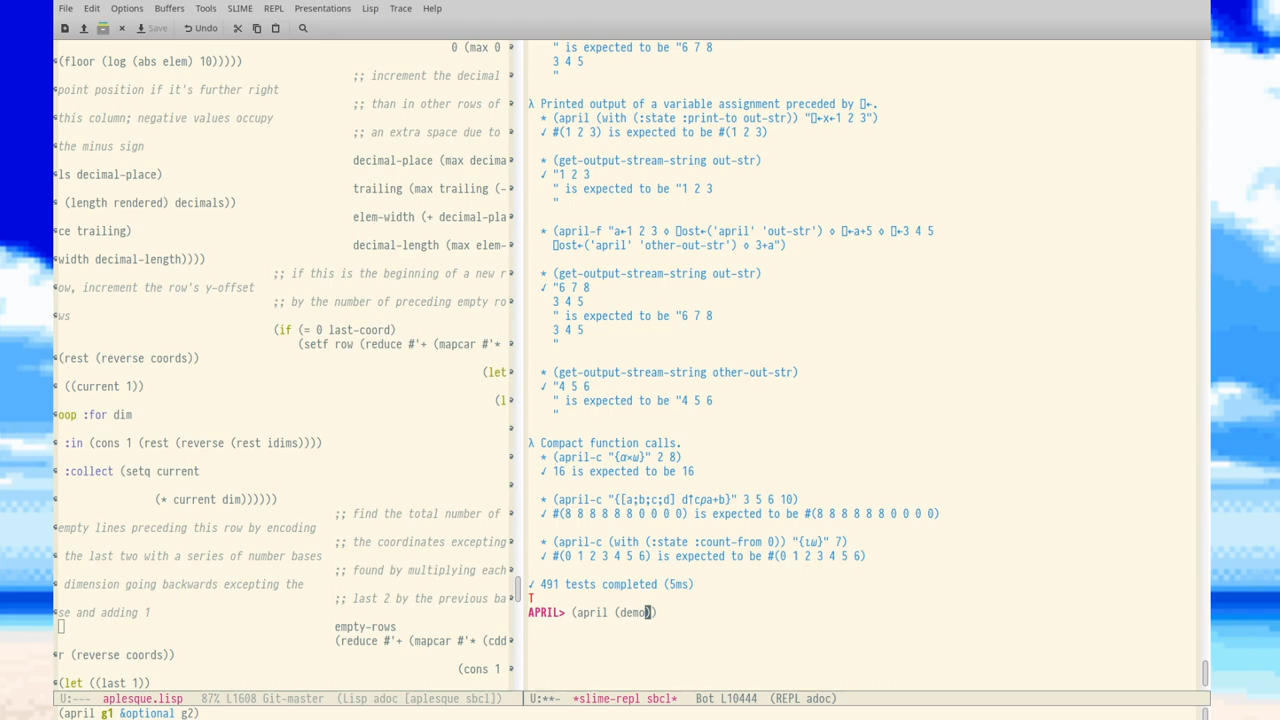 File Edit Options Buffers Tools SLIME REPL Presentations Lisp Trace Help
Save Undo
0 (max 0
(floor (log (abs elem) 10)))))
;; increment the decimal
point position if it's further right
;; than in other rows of
this column; negative values occupy
;; an extra space due to
the minus sign
decimal-place (max decima
ls decimal-place)
trailing (max trailing (-
(length rendered) decimals))
elem-width (+ decimal-pla
ce trailing)
decimal-length (max elem-
width decimal-length))))
;; if this is the beginning of a new r
ow, increment the row's y-offset
;; by the number of preceding empty ro
ws
(if (= 0 last-coord)
(setf row (reduce #'+ (mapcar #'*
(rest (reverse coords))
(let
((current 1))
(l
oop :for dim
:in (cons 1 (rest (reverse (rest idims))))
:collect (setq current
(* current dim))))))
;; find the total number of
empty lines preceding this row by encoding
;; the coordinates excepting
the last two with a series of number bases
;; found by multiplying each
dimension going backwards excepting the
;; last 2 by the previous ba
se and adding 1
empty-rows
(reduce #'+ (mapcar #'* (cdd
r (reverse coords))
(cons 1
(let ((last 1))
U:--- aplesque.lisp 87% L1608 Git-master (Lisp adoc [aplesque sbcl])
" is expected to be "6 7 8
3 4 5
"
λ Printed output of a variable assignment preceded by ⎕←.
* (april (with (:state :print-to out-str)) "⎕←x←1 2 3")
✓ #(1 2 3) is expected to be #(1 2 3)
* (get-output-stream-string out-str)
✓ "1 2 3
" is expected to be "1 2 3
"
* (april-f "a←1 2 3 ⋄ ⎕ost←('april' 'out-str') ⋄ ⎕←a+5 ⋄ ⎕←3 4 5
⎕ost←('april' 'other-out-str') ⋄ 3+a")
* (get-output-stream-string out-str)
✓ "6 7 8
3 4 5
" is expected to be "6 7 8
3 4 5
"
* (get-output-stream-string other-out-str)
✓ "4 5 6
" is expected to be "4 5 6
"
λ Compact function calls.
* (april-c "{⍺×⍵}" 2 8)
✓ 16 is expected to be 16
* (april-c "{[a;b;c;d] d↑c⍴a+b}" 3 5 6 10)
✓ #(8 8 8 8 8 8 0 0 0 0) is expected to be #(8 8 8 8 8 8 0 0 0 0)
* (april-c (with (:state :count-from 0)) "{⍳⍵}" 7)
✓ #(0 1 2 3 4 5 6) is expected to be #(0 1 2 3 4 5 6)
✓ 491 tests completed (5ms)
T
APRIL> (april (demo))
U:**- *slime-repl sbcl* Bot L10444 (REPL adoc)
(april g1 &optional g2)